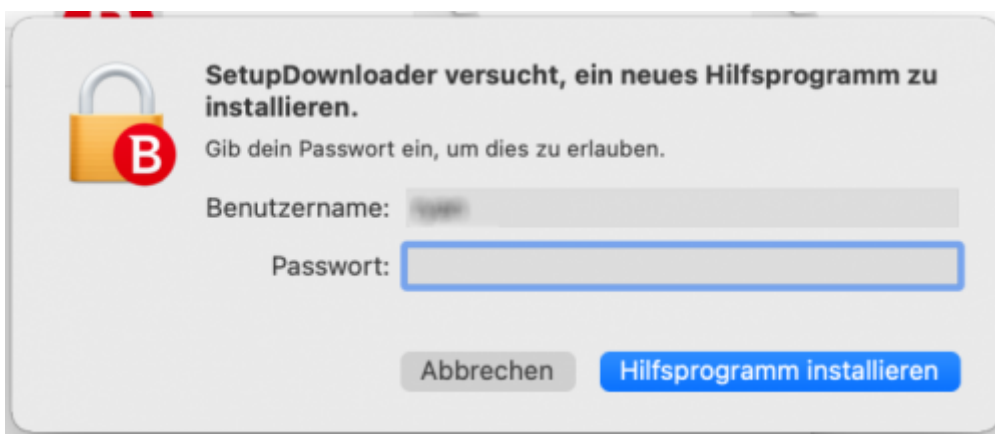 SetupDownloader versucht, ein neues Hilfsprogramm zu
installieren.
Gib dein Passwort ein, um dies zu erlauben.
B
Benutzername:
Passwort:
Abbrechen
Hilfsprogramm installieren